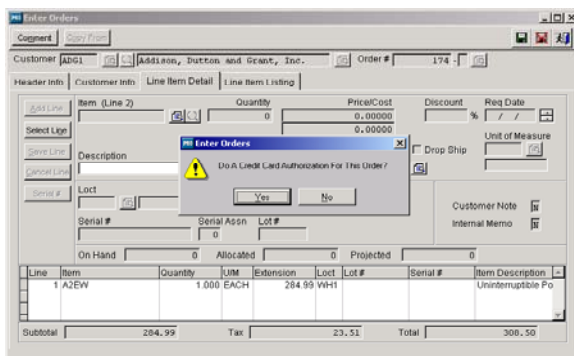 Enter Orders
Comment Copy From
Customer ADG1 Addison, Dutton and Grant, Inc. Order # 174 -
Header Info Customer Info Line Item Detail Line Item Listing
Add Line Item (Line 2) Quantity Price/Cost Discount Req Date
0 0.00000 % / /
Select Line 0.00000 Unit of Measure
Enter Orders
Save Line Description Drop Ship
Do A Credit Card Authorization For This Order?
Cancel Line
Yes No
Serial # Loct
Customer Note N
Serial # Serial Assn Lot # Internal Memo N
0
On Hand 0 Allocated 0 Projected 0
Line Item Quantity U/M Extension Loct Lot # Serial # Item Description
1 A2EW 1.000 EACH 284.99 WH1 Uninterruptible Po
Subtotal 284.99 Tax 23.51 Total 308.50